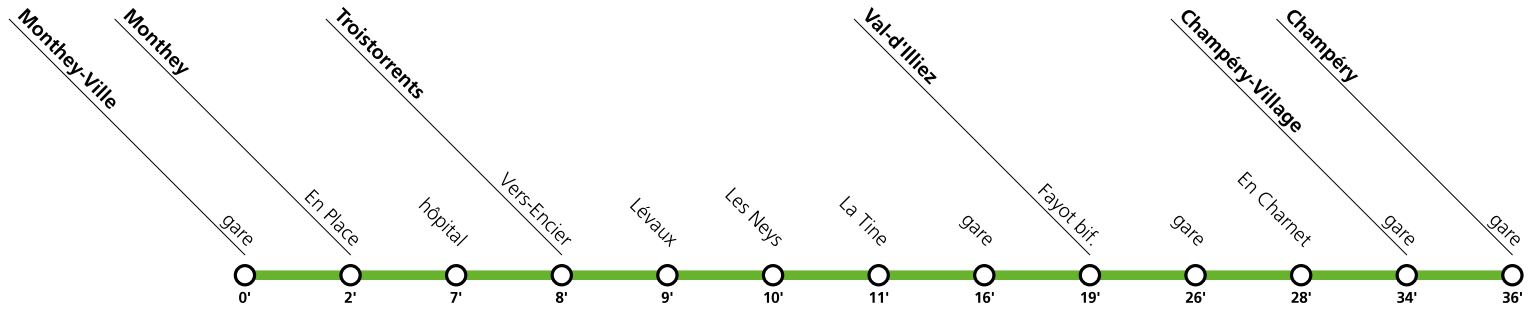 Monthey-Ville
Monthey
Troistorrents
Val-d'Illiez
Champéry-Village
Champéry
gare
En Place
hôpital
Vers-Encier
Lévaux
Les Neys
La Tine
gare
Fayot bif.
gare
En Charnet
gare
gare
0' 2' 7' 8' 9' 10' 11' 16' 19' 26' 28' 34' 36'